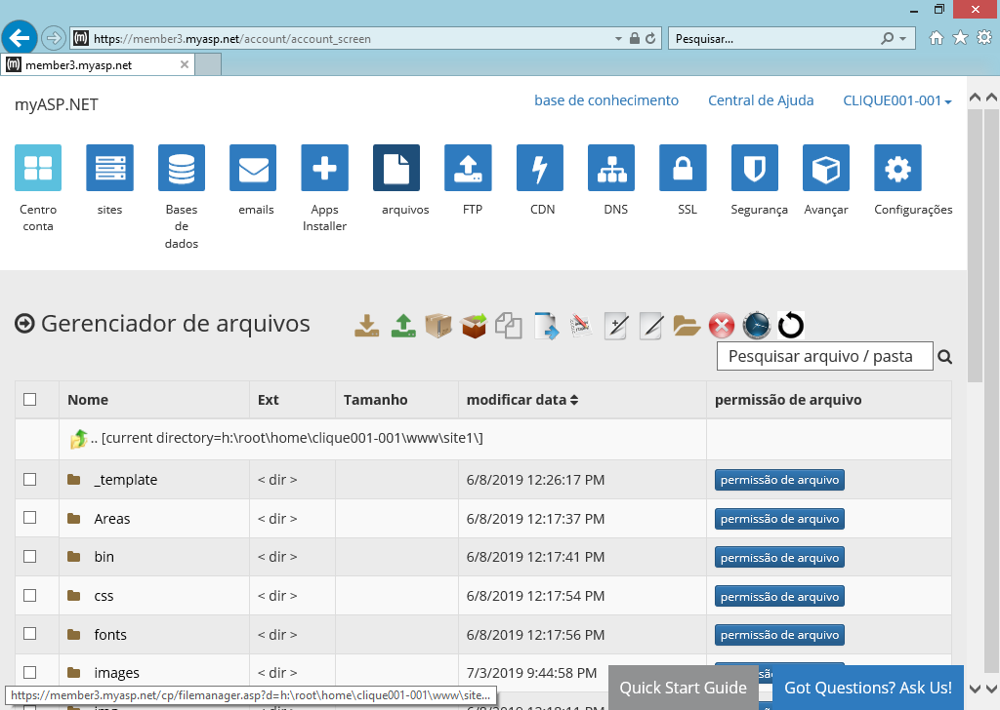 https://member3.myasp.net/account/account_screen
Pesquisar...
member3.myasp.net
myASP.NET
base de conhecimento
Central de Ajuda
CLIQUE001-001
Centro
conta
sites
Bases
de
dados
emails
Apps
Installer
arquivos
FTP
CDN
DNS
SSL
Segurança
Avançar
Configurações
Gerenciador de arquivos
Pesquisar arquivo / pasta
Nome Ext Tamanho modificar data permissão de arquivo
.. [current directory=h:\root\home\clique001-001\www\site1\]
_template < dir > 6/8/2019 12:26:17 PM permissão de arquivo
Areas < dir > 6/8/2019 12:17:37 PM permissão de arquivo
bin < dir > 6/8/2019 12:17:41 PM permissão de arquivo
css < dir > 6/8/2019 12:17:54 PM permissão de arquivo
fonts < dir > 6/8/2019 12:17:56 PM permissão de arquivo
images < dir > 7/3/2019 9:44:58 PM
https://member3.myasp.net/cp/filemanager.asp?d=h:\root\home\clique001-001\www\site...
Quick Start Guide
Got Questions? Ask Us!